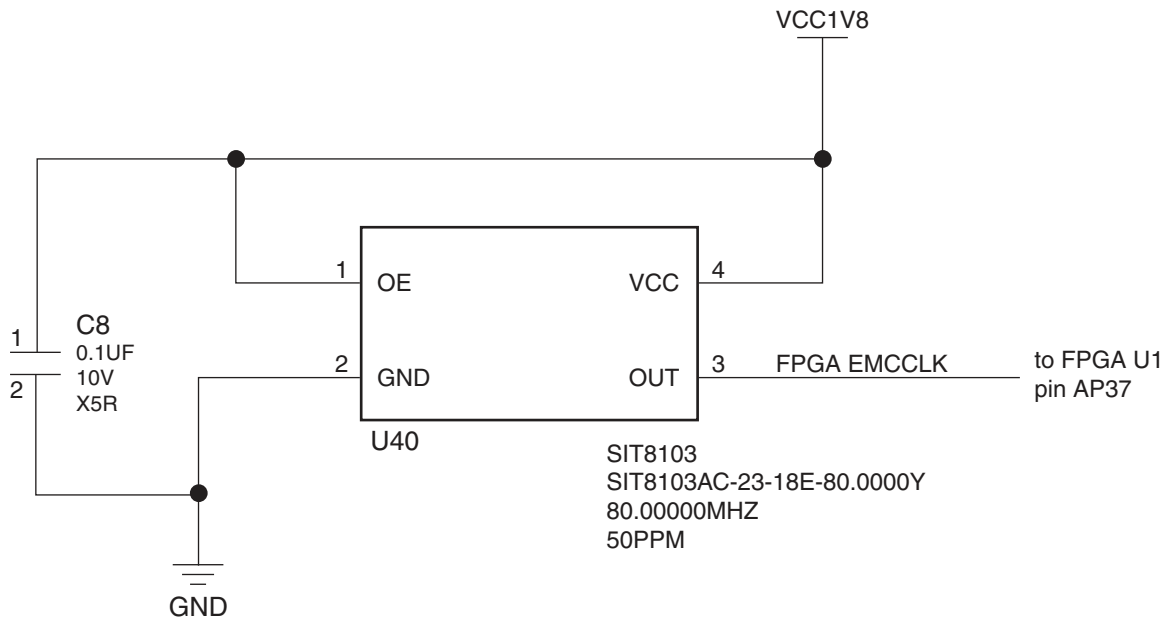 VCC1V8
1
OE
VCC
4
1
C8
0.1UF
10V
X5R
2
2
GND
OUT
3
FPGA EMCCLK
to FPGA U1
pin AP37
U40
SIT8103
SIT8103AC-23-18E-80.0000Y
80.00000MHZ
50PPM
GND